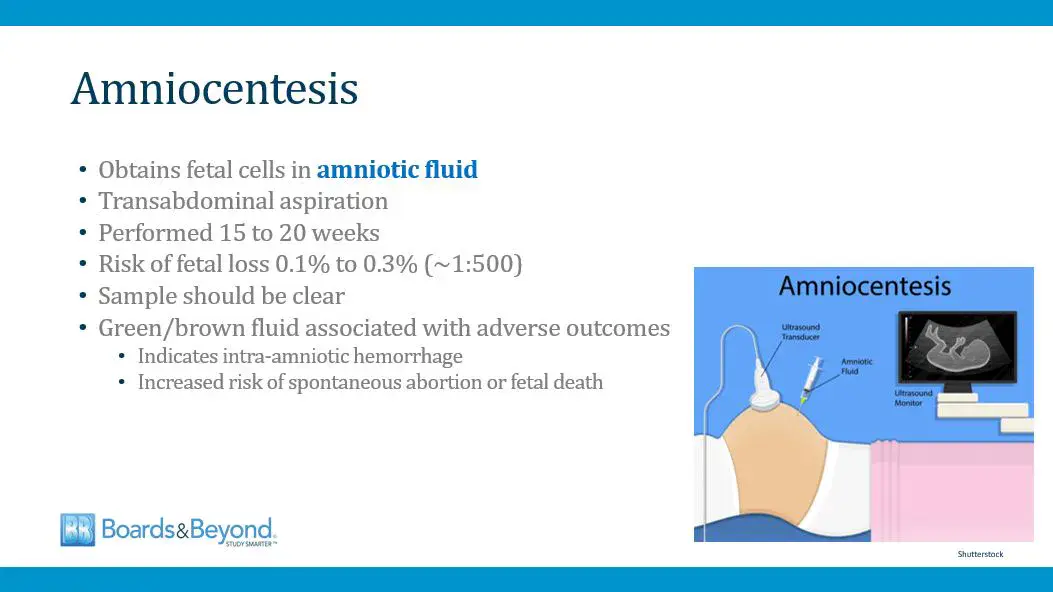 Amniocentesis
• Obtains fetal cells in amniotic fluid
• Transabdominal aspiration
• Performed 15 to 20 weeks
• Risk of fetal loss 0.1% to 0.3% (~1:500)
• Sample should be clear
• Green/brown fluid associated with adverse outcomes
• Indicates intra-amniotic hemorrhage
• Increased risk of spontaneous abortion or fetal death
Amniocentesis
Ultrasound
Transducer
Amniotic
Fluid
Ultrasound
Monitor
BB Boards&Beyond.
STUDY SMARTER™
Shutterstock